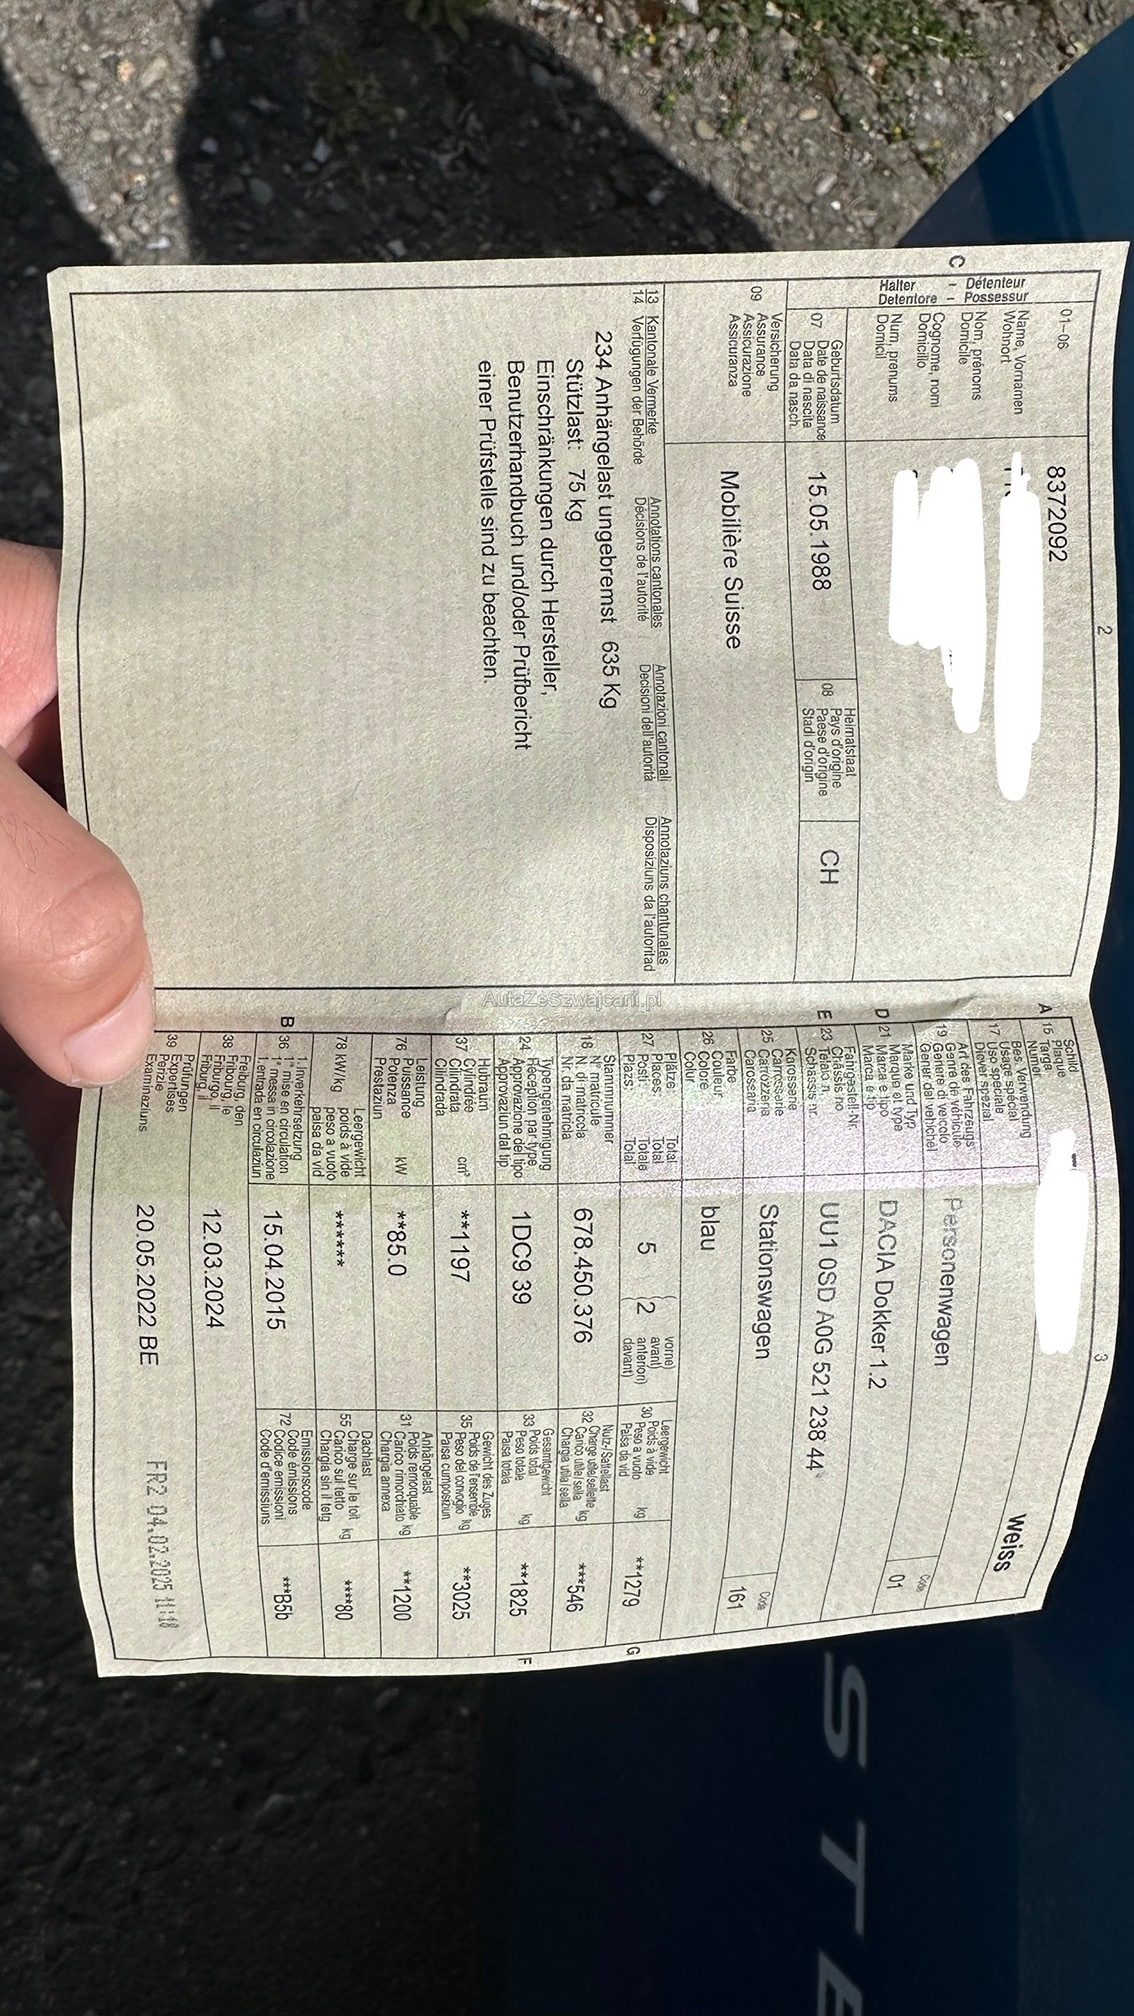 2
01-06
8372092
C
Détenteur
Possessur
Halter
Detentore
Name, Vornamen
Wohnort
Nom, prénoms
Domicile
Cognome, nomi
Domicilio
Num, prenums
Domicil
07
Geburtsdatum
Date de naissance
Data di nascita
Data da nasch.
15.05.1988
08
Heimatstaat
Pays d'origine
Paese d'origine
Stadi d'origin
CH
09
Versicherung
Assurance
Assicurazione
Assicuranza
Mobilière Suisse
13 Kantonale Vermerke Annotations cantonales Annotazioni cantonali Annotaziuns chantunalas
14 Verfügungen der Behörde Décisions de l'autorité Decisioni dell'autorità Disposiziuns da l'autoritad
234 Anhängelast ungebremst 635 Kg
Stützlast: 75 kg
Einschränkungen durch Hersteller,
Benutzerhandbuch und/oder Prüfbericht
einer Prüfstelle sind zu beachten.
AutaZeSzwajcarii.pl
3
A 15
Schild
Plaque
Targa
Numer
weiss
17
Bes. Verwendung
Usage spécial
Uso speciale
Diever spezial
19
Art des Fahrzeugs
Genre de véhicule
Genere di veicolo
Gener dal vehichel
Personenwagen
Code
01
D 21
Marke und Typ
Marque et type
Marca e tipo
Marca e tip
DACIA Dokker 1.2
E 23
Fahrgestell-Nr.
Châssis no
Telaio n.
Schassis nr.
UU1 0SD A0G 521 238 44
25
Karosserie
Carrosserie
Carrozzeria
Carossaria
Stationswagen
Code
161
26
Farbe
Couleur
Colore
Colur
blau
27
Plätze: Total
Places: Total
Posti: Totale
Plazs: Total
5
2
vorne)
avant)
anteriori)
davant)
30
Leergewicht
Poids à vide
Peso a vuoto
Paisa da vid
kg
**1279
G
18
Stammnummer
N° matricule
N. di matricola
Nr. da matricla
678.450.376
32
Nutz-/Sattellast
Charge utile/sellette
Carico utile/sella
Chargia utila/sella
kg
***546
24
Typengenehmigung
Réception par type
Approvazione del tipo
Approvaziun dal tip
1DC9 39
33
Gesamtgewicht
Poids total
Peso totale
Paisa totala
kg
**1825
F
37
Hubraum
Cylindrée
Cilindrata
Cilindrada
cm³
**1197
35
Gewicht des Zuges
Poids de l'ensemble
Peso del convoglio
Paisa cumposiziun
kg
**3025
76
Leistung
Puissance
Potenza
Prestaziun
kW
**85.0
31
Anhängelast
Poids remorquable
Carico rimorchiato
Chargia annexa
kg
**1200
78 kW/kg
Leergewicht
poids à vide
peso a vuoto
paisa da vid
******
55
Dachlast
Charge sur le toit
Carico sul tetto
Chargia sin il tetg
kg
****80
B 36
1. Inverkehrsetzung
1re mise en circulation
1a messa in circolazione
1. entrada en circulaziun
15.04.2015
72
Emissionscode
Code émissions
Codice emissioni
Code d'emissiuns
***B5b
38
Freiburg, den
Fribourg, le
Friburgo, il
Friburg, il
12.03.2024
39
Prüfungen
Expertises
Perizie
Examinaziuns
20.05.2022 BE
FR2 04.02.2025 11:18
STE